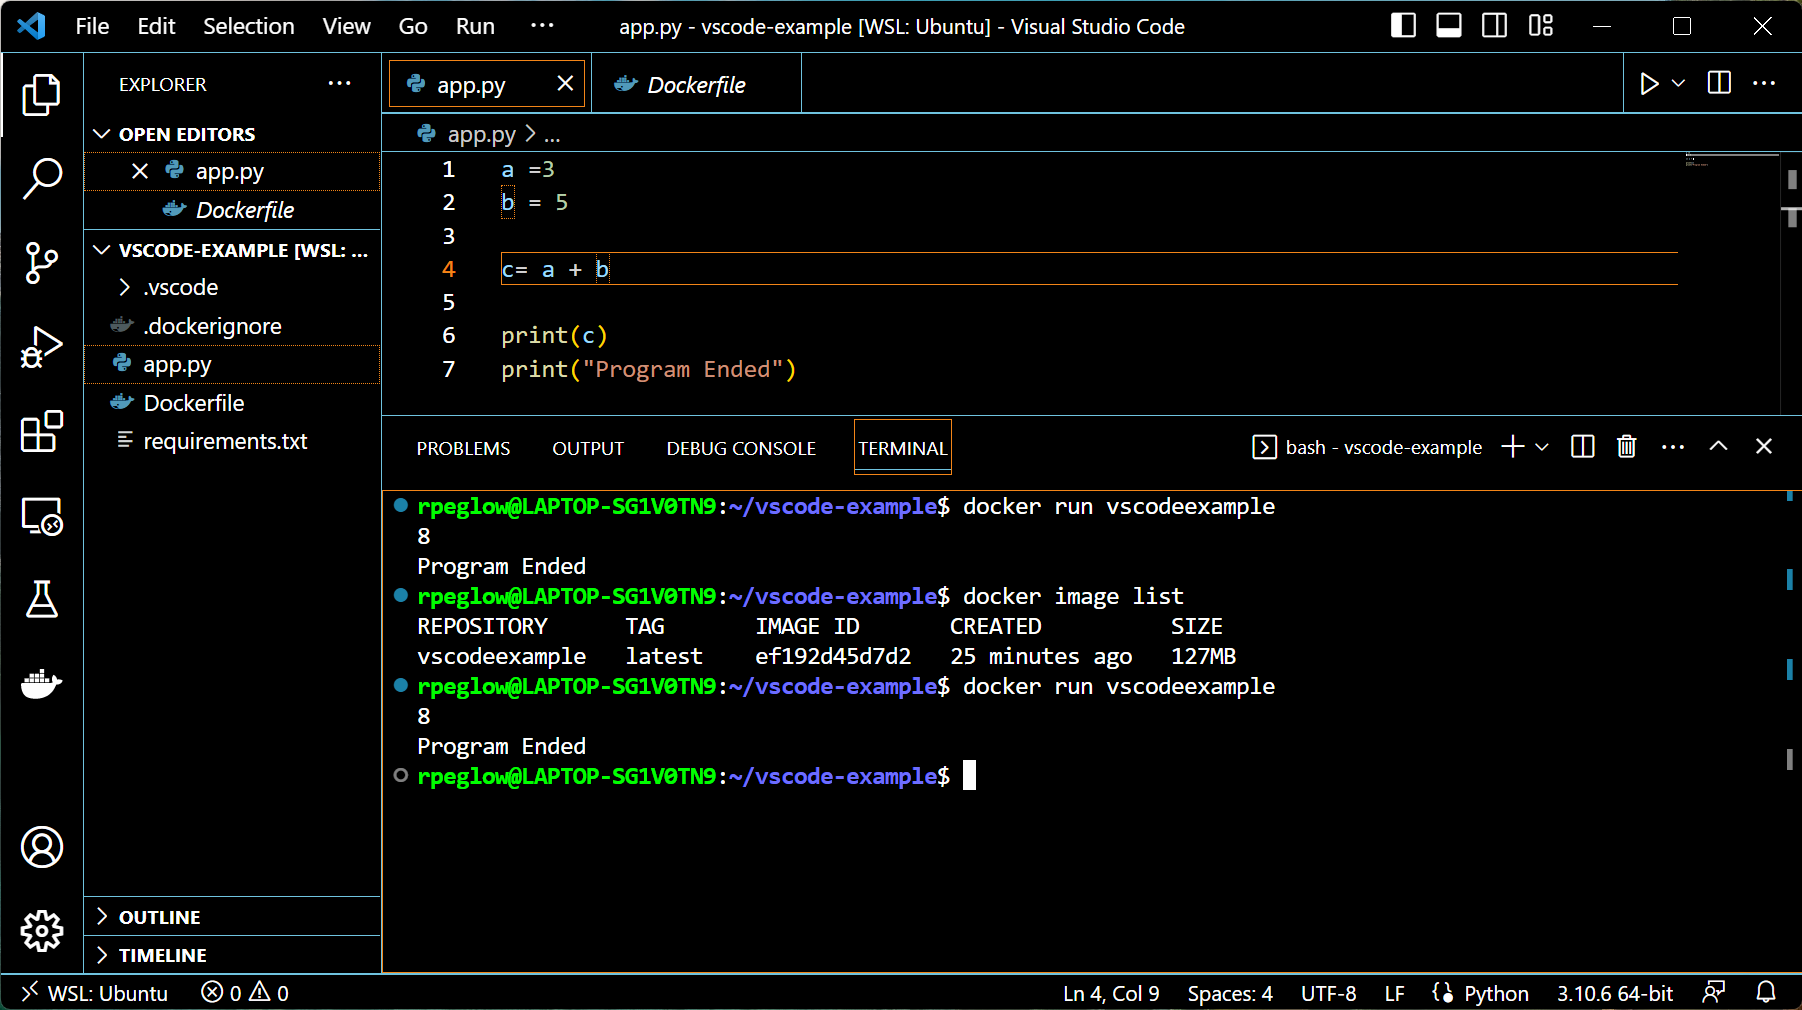 File Edit Selection View Go Run ··· app.py - vscode-example [WSL: Ubuntu] - Visual Studio Code
EXPLORER ···
OPEN EDITORS
app.py
Dockerfile
VSCODE-EXAMPLE [WSL: ...
.vscode
.dockerignore
app.py
Dockerfile
requirements.txt
OUTLINE
TIMELINE
app.py Dockerfile
app.py > ...
1 a =3
2 b = 5
3
4 c= a + b
5
6 print(c)
7 print("Program Ended")
PROBLEMS OUTPUT DEBUG CONSOLE TERMINAL bash - vscode-example
rpeglow@LAPTOP-SG1V0TN9:~/vscode-example$ docker run vscodeexample
8
Program Ended
rpeglow@LAPTOP-SG1V0TN9:~/vscode-example$ docker image list
REPOSITORY TAG IMAGE ID CREATED SIZE
vscodeexample latest ef192d45d7d2 25 minutes ago 127MB
rpeglow@LAPTOP-SG1V0TN9:~/vscode-example$ docker run vscodeexample
8
Program Ended
rpeglow@LAPTOP-SG1V0TN9:~/vscode-example$
WSL: Ubuntu 0 0 Ln 4, Col 9 Spaces: 4 UTF-8 LF Python 3.10.6 64-bit